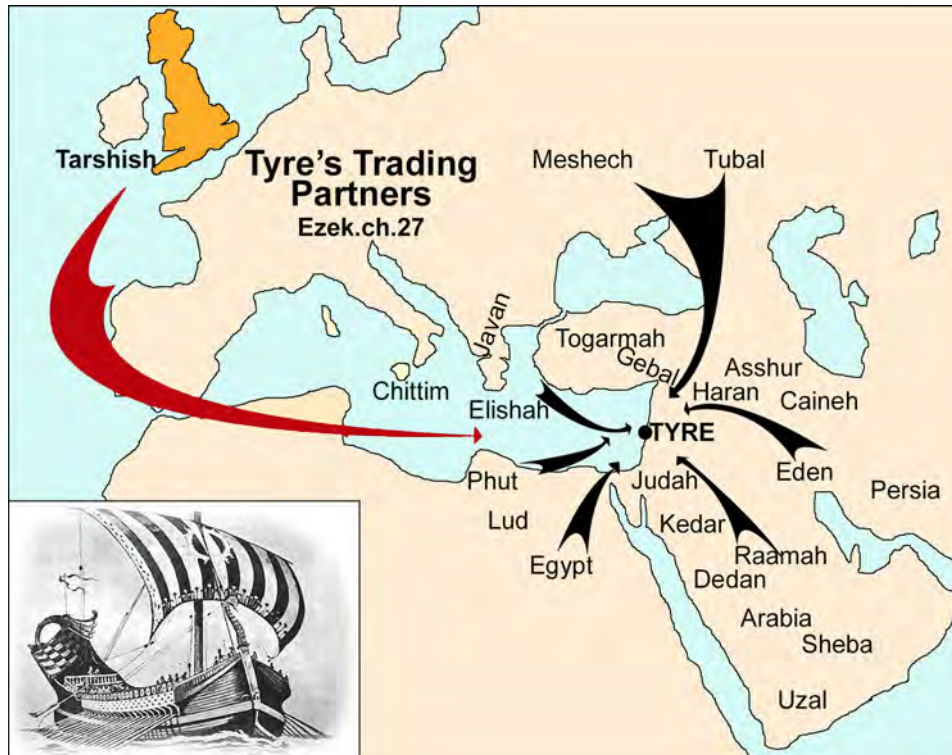 Tarshish
Tyre's Trading
Partners
Ezek.ch.27
Meshech
Tubal
Javan
Togarmah
Gebal
Asshur
Haran
Caineh
Chittim
Elishah
TYRE
Phut
Judah
Eden
Persia
Lud
Kedar
Egypt
Raamah
Dedan
Arabia
Sheba
Uzal